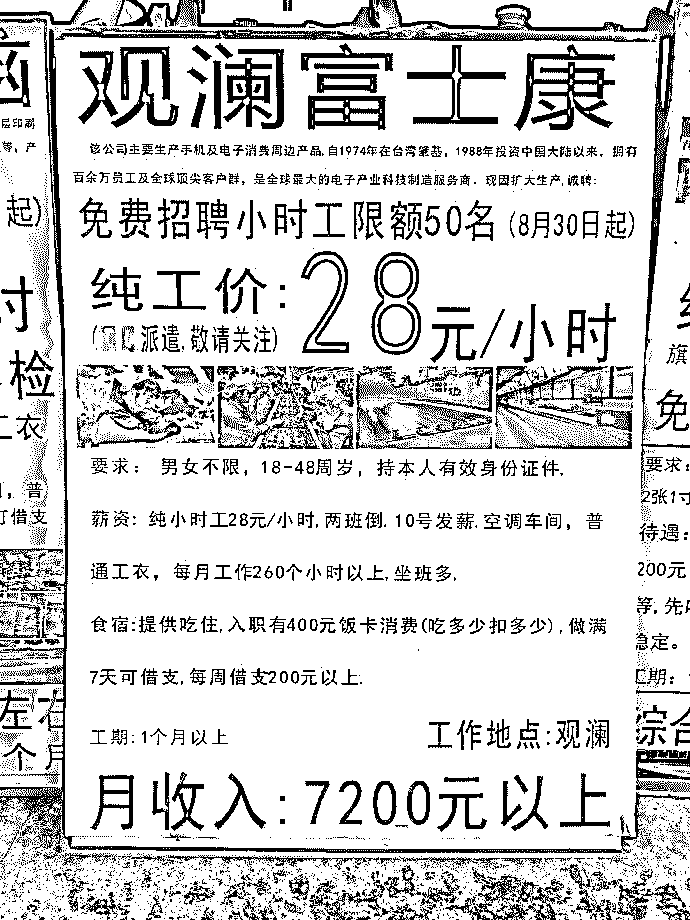 观澜富士康
该公司主要生产手机及电子消费周边产品,自1974年在台湾肇基,1988年投资中国大陆以来,拥有
百余万员工及全球顶尖客户群,是全球最大的电子产业科技制造服务商。现因扩大生产,诚聘:
免费招聘小时工限额50名(8月30日起)
纯工价:28元/小时
派遣,敬请关注)
要求: 男女不限,18-48周岁,持本人有效身份证件.
薪资: 纯小时工28元/小时,两班倒.10号发薪.空调车间,普
通工衣,每月工作260个小时以上,坐班多.
食宿:提供吃住,入职有400元饭卡消费(吃多少扣多少),做满
7天可借支,每周借支200元以上.
工期:1个月以上
工作地点:观澜
月收入:7200元以上
层印刷
等,产
起)
时
检
工衣
,普
可借支
左右
个月
旗
免
要求:
2张1寸
待遇:
200元
等,先
稳定。
工期:
综合